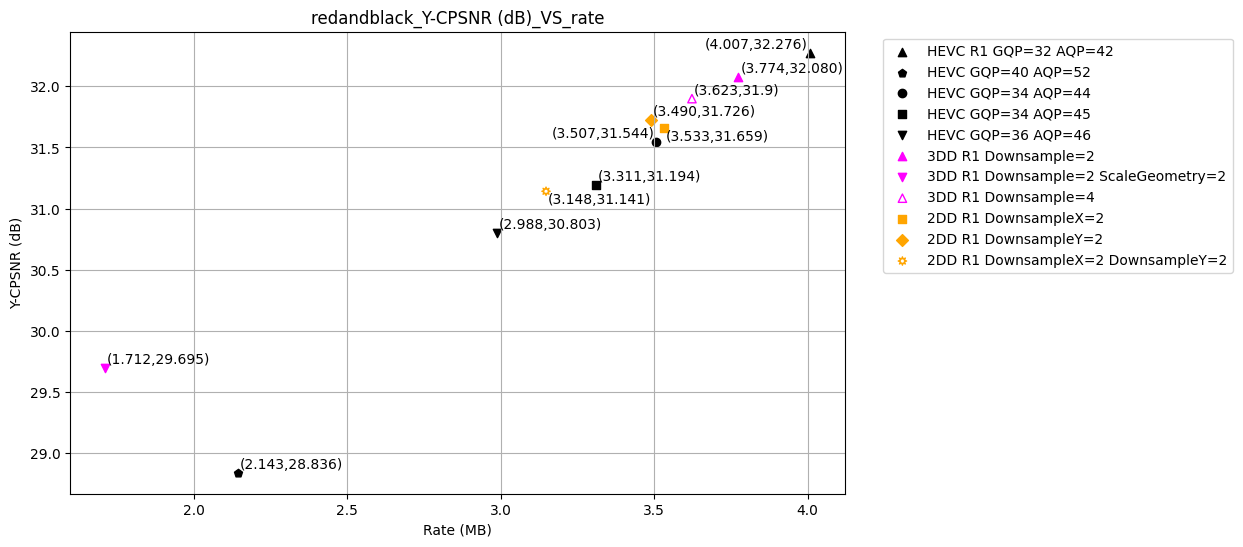 redandblack_Y-CPSNR (dB)_VS_rate
(4.007,32.276)
(3.774,32.080)
(3.623,31.9)
(3.490,31.726)
(3.507,31.544)
(3.533,31.659)
(3.311,31.194)
(3.148,31.141)
(2.988,30.803)
(1.712,29.695)
(2.143,28.836)
32.0
31.5
31.0
30.5
30.0
29.5
29.0
Y-CPSNR (dB)
2.0
2.5
3.0
3.5
4.0
Rate (MB)
HEVC R1 GQP=32 AQP=42
HEVC GQP=40 AQP=52
HEVC GQP=34 AQP=44
HEVC GQP=34 AQP=45
HEVC GQP=36 AQP=46
3DD R1 Downsample=2
3DD R1 Downsample=2 ScaleGeometry=2
3DD R1 Downsample=4
2DD R1 DownsampleX=2
2DD R1 DownsampleY=2
2DD R1 DownsampleX=2 DownsampleY=2